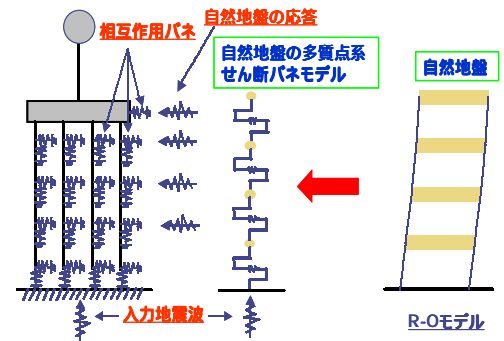 自然地盤の応答
相互作用バネ
自然地盤の多質点系
せん断バネモデル
自然地盤
入力地震波
R-Oモデル